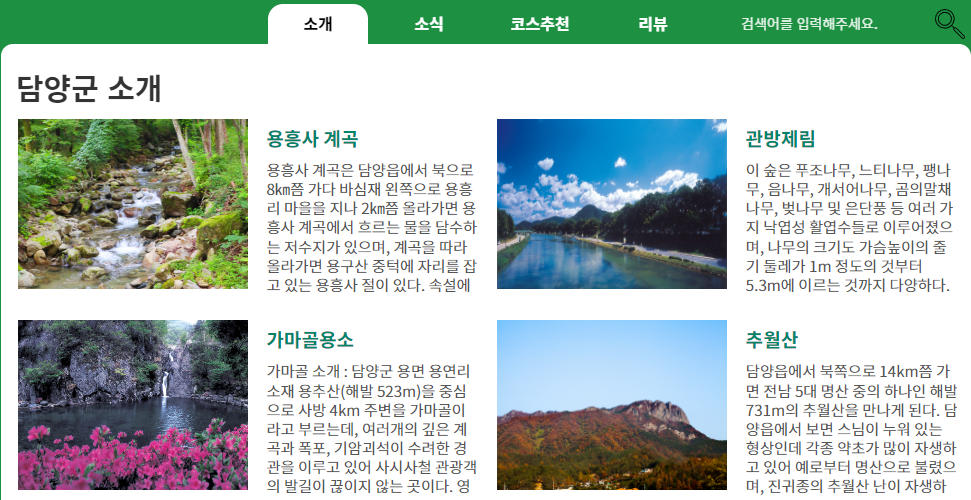 소개
소식
코스추천
리뷰
검색어를 입력해주세요.
담양군 소개
용흥사 계곡
용흥사 계곡은 담양읍에서 북으로
8㎞쯤 가다 바심재 왼쪽으로 용흥
리 마을을 지나 2㎞쯤 올라가면 용
흥사 계곡에서 흐르는 물을 담수하
는 저수지가 있으며, 계곡을 따라
올라가면 용구산 중턱에 자리를 잡
고 있는 용흥사 절이 있다. 속설에
관방제림
이 숲은 푸조나무, 느티나무, 팽나
무, 음나무, 개서어나무, 곰의말채
나무, 벚나무 및 은단풍 등 여러 가
지 낙엽성 활엽수들로 이루어졌으
며, 나무의 크기도 가슴높이의 줄
기 둘레가 1m 정도의 것부터
5.3m에 이르는 것까지 다양하다.
가마골용소
가마골 소개 : 담양군 용면 용연리
소재 용추산(해발 523m)을 중심
으로 사방 4km 주변을 가마골이
라고 부르는데, 여러개의 깊은 계
곡과 폭포, 기암괴석이 수려한 경
관을 이루고 있어 사시사철 관광객
의 발길이 끊이지 않는 곳이다. 영
추월산
담양읍에서 북쪽으로 14km쯤 가
면 전남 5대 명산 중의 하나인 해발
731m의 추월산을 만나게 된다. 담
양읍에서 보면 스님이 누워 있는
형상인데 각종 약초가 많이 자생하
고 있어 예로부터 명산으로 불렸으
며, 진귀종의 추월산 난이 자생하